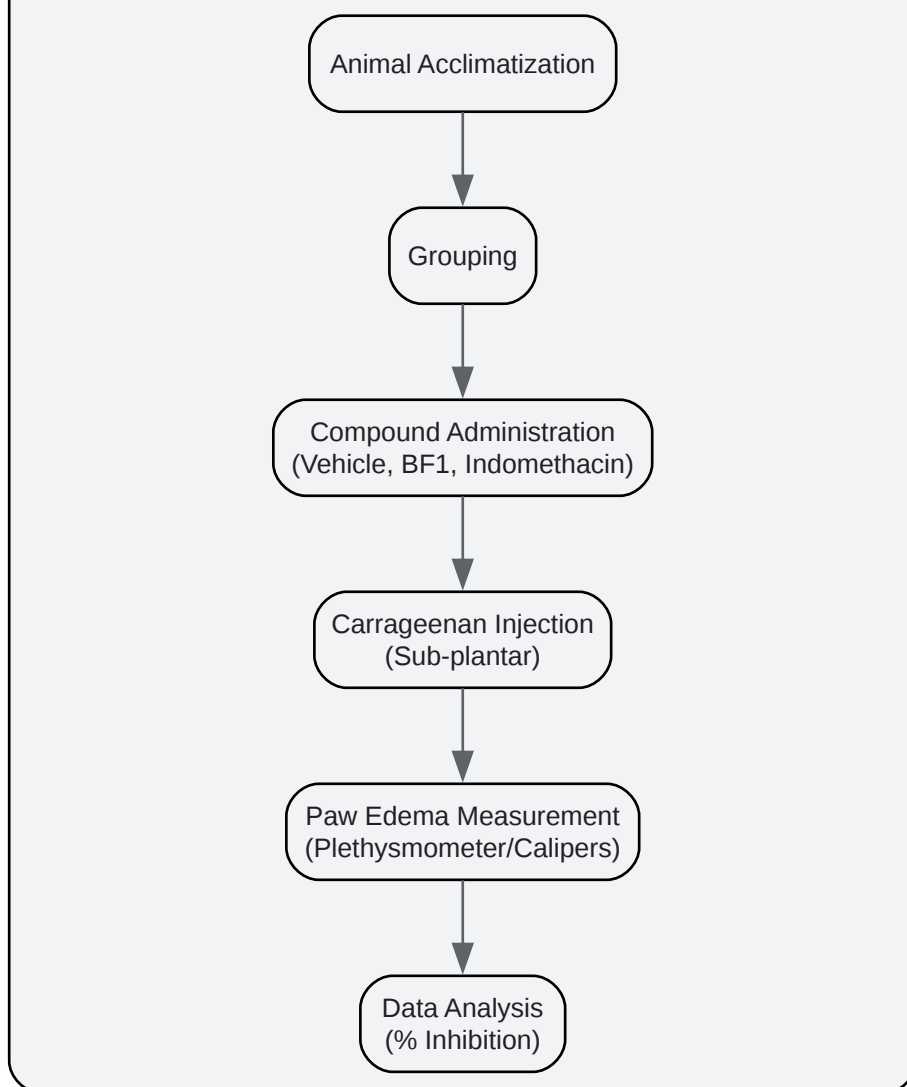 Animal Acclimatization
Grouping
Compound Administration
(Vehicle, BF1, Indomethacin)
Carrageenan Injection
(Sub-plantar)
Paw Edema Measurement
(Plethysmometer/Calipers)
Data Analysis
(% Inhibition)